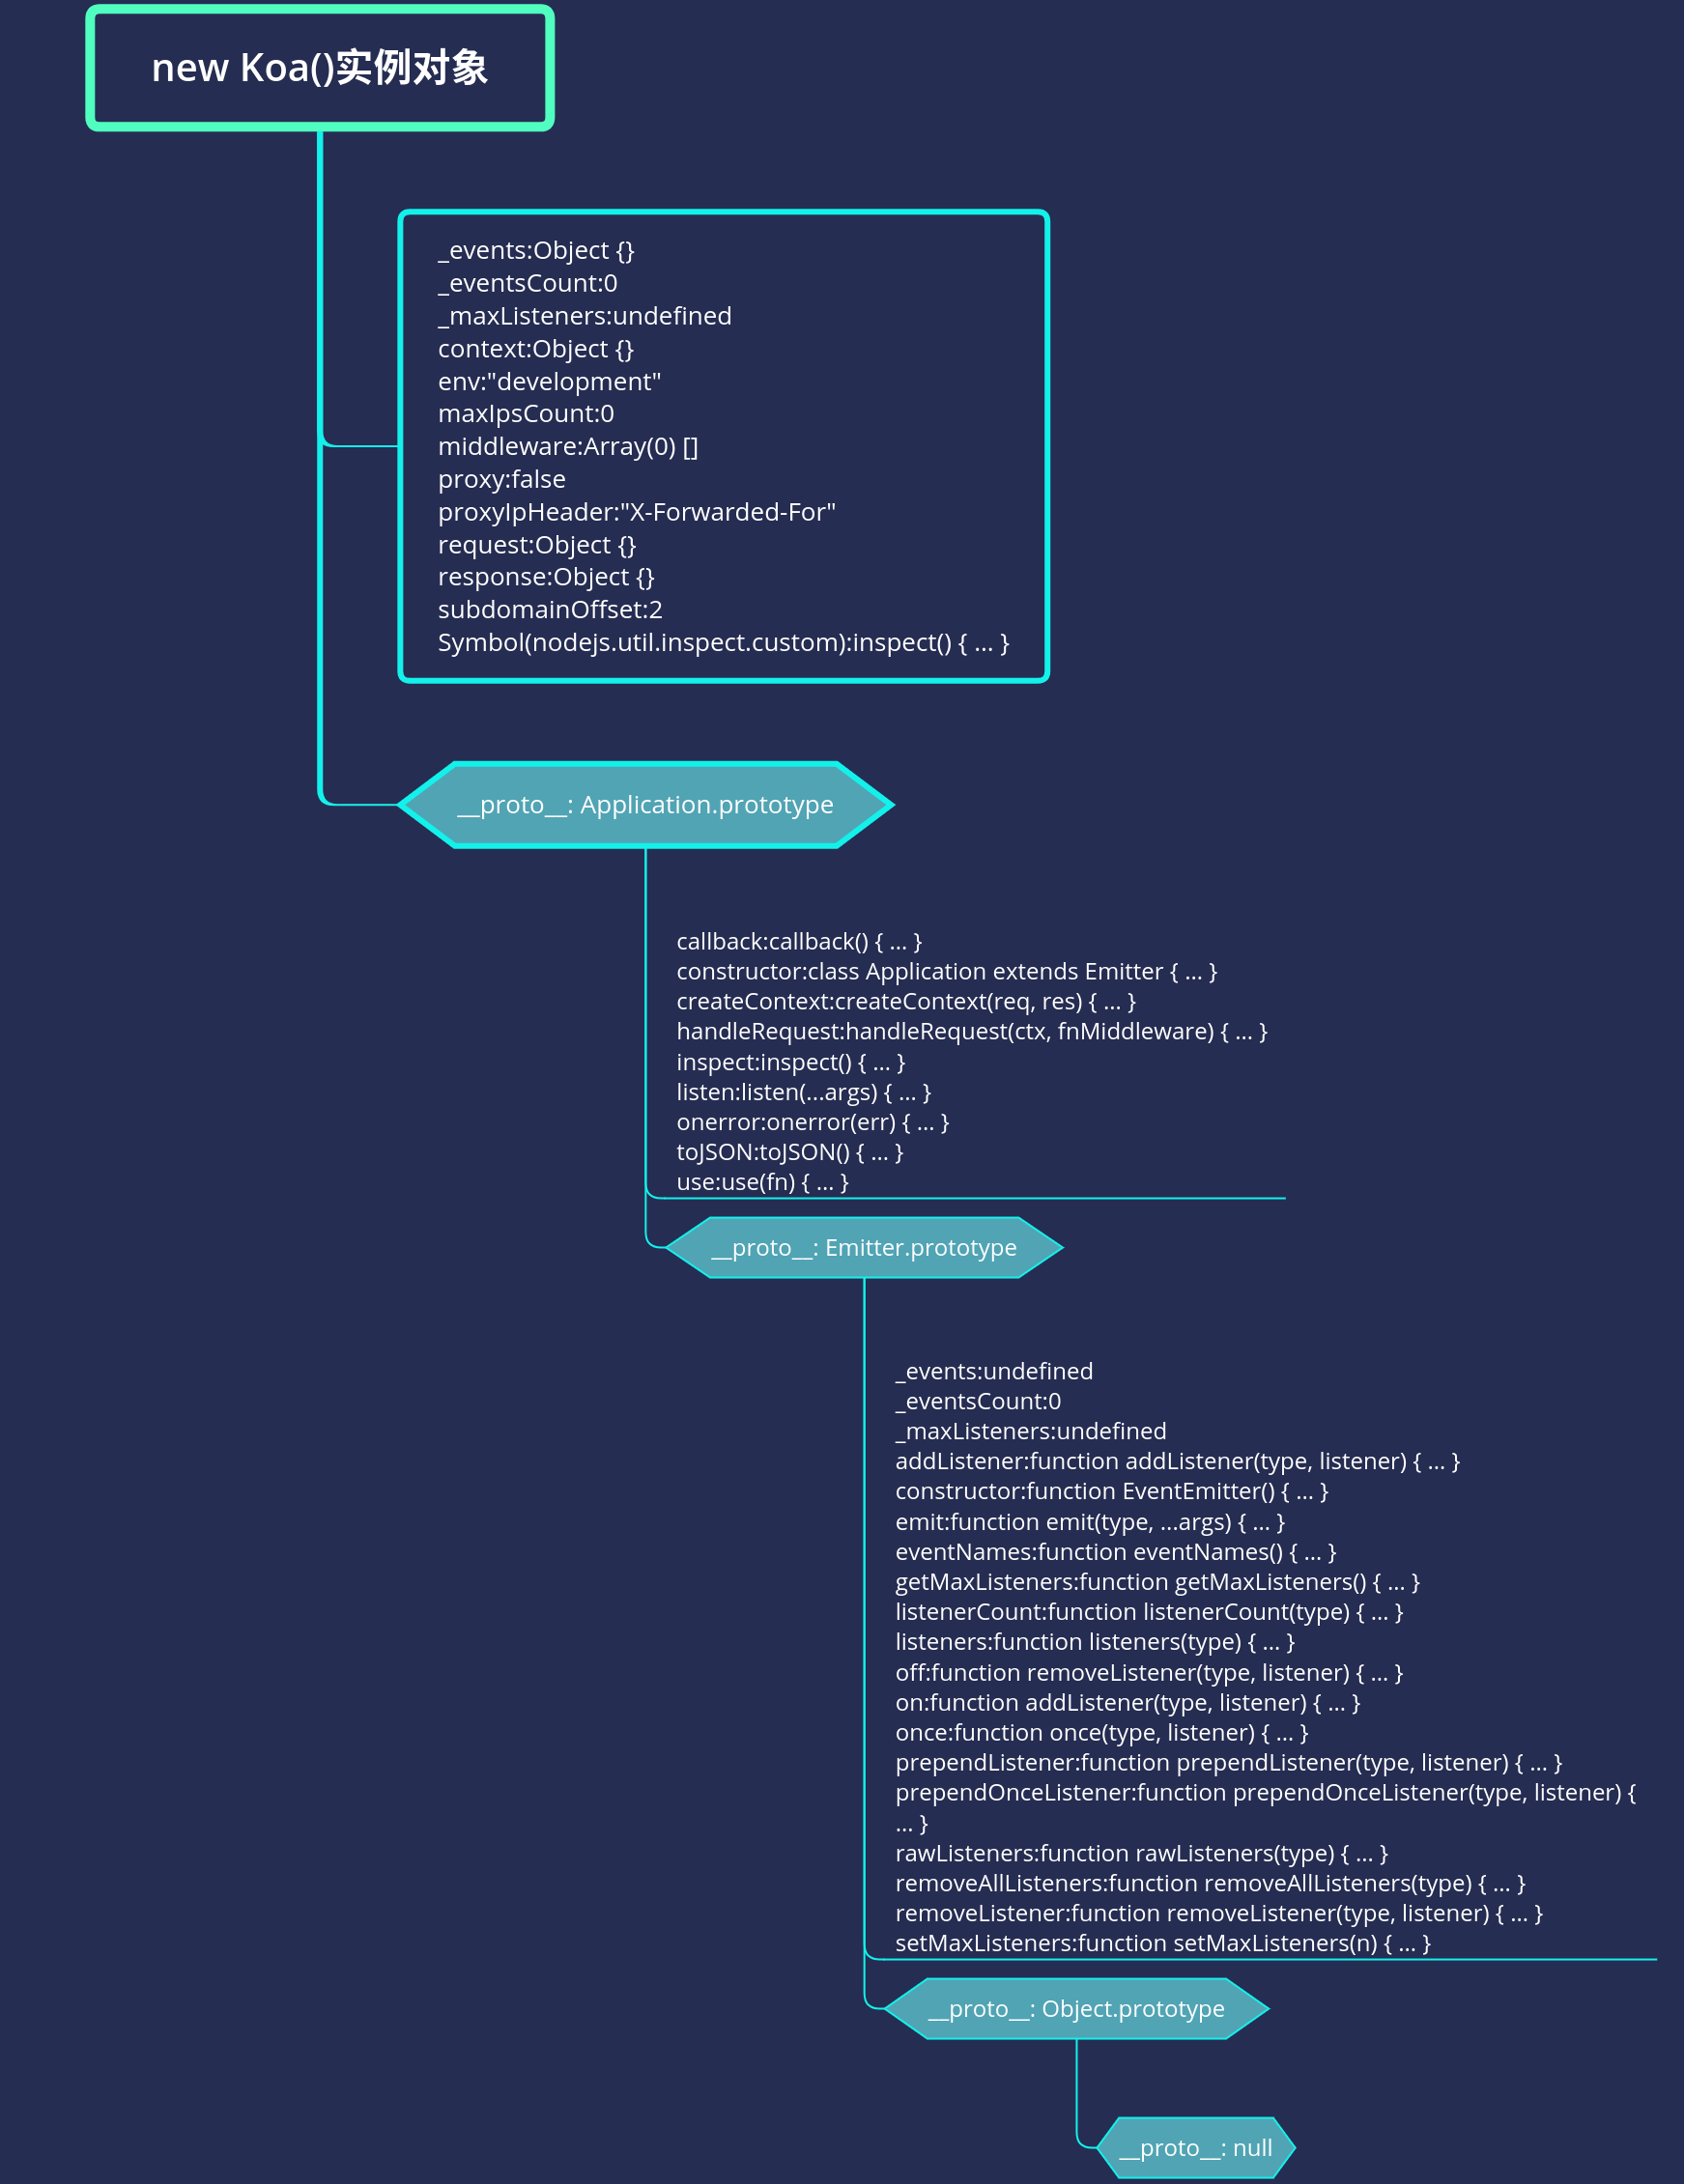 new Koa()实例对象
_events:Object {}
_eventsCount:0
_maxListeners:undefined
context:Object {}
env:"development"
maxIpsCount:0
middleware:Array(0) []
proxy:false
proxyIpHeader:"X-Forwarded-For"
request:Object {}
response:Object {}
subdomainOffset:2
Symbol(nodejs.util.inspect.custom):inspect() { … }
__proto__: Application.prototype
callback:callback() { … }
constructor:class Application extends Emitter { … }
createContext:createContext(req, res) { … }
handleRequest:handleRequest(ctx, fnMiddleware) { … }
inspect:inspect() { … }
listen:listen(...args) { … }
onerror:onerror(err) { … }
toJSON:toJSON() { … }
use:use(fn) { … }
__proto__: Emitter.prototype
_events:undefined
_eventsCount:0
_maxListeners:undefined
addListener:function addListener(type, listener) { … }
constructor:function EventEmitter() { … }
emit:function emit(type, ...args) { … }
eventNames:function eventNames() { … }
getMaxListeners:function getMaxListeners() { … }
listenerCount:function listenerCount(type) { … }
listeners:function listeners(type) { … }
off:function removeListener(type, listener) { … }
on:function addListener(type, listener) { … }
once:function once(type, listener) { … }
prependListener:function prependListener(type, listener) { … }
prependOnceListener:function prependOnceListener(type, listener) {
… }
rawListeners:function rawListeners(type) { … }
removeAllListeners:function removeAllListeners(type) { … }
removeListener:function removeListener(type, listener) { … }
setMaxListeners:function setMaxListeners(n) { … }
__proto__: Object.prototype
__proto__: null